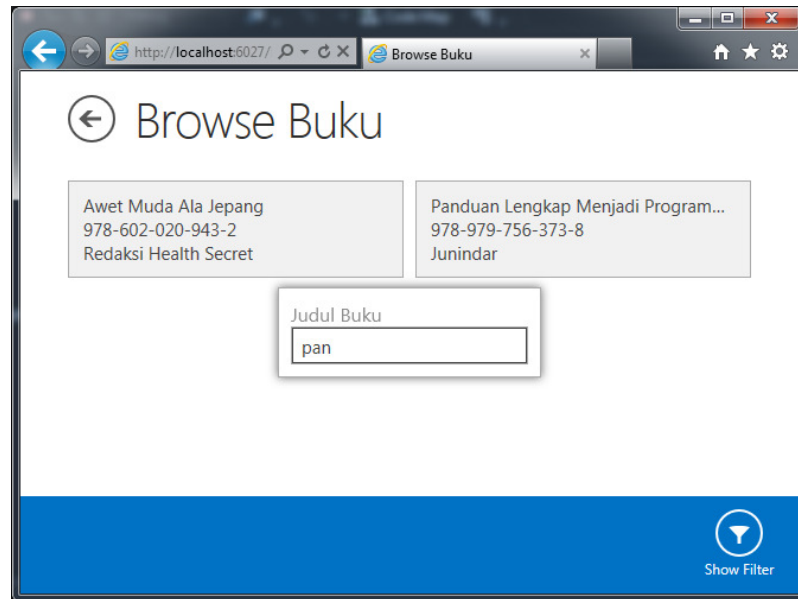 http://localhost:6027/
Browse Buku
Browse Buku
Awet Muda Ala Jepang
978-602-020-943-2
Redaksi Health Secret
Panduan Lengkap Menjadi Program...
978-979-756-373-8
Junindar
Judul Buku
pan
Show Filter